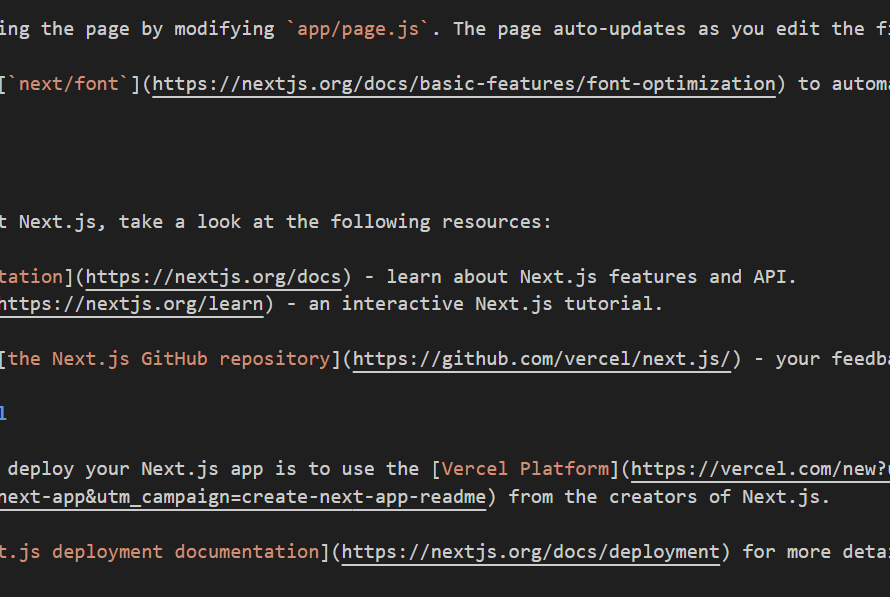 ing the page by modifying `app/page.js`. The page auto-updates as you edit the fi
[`next/font`](https://nextjs.org/docs/basic-features/font-optimization) to automa
t Next.js, take a look at the following resources:
tation](https://nextjs.org/docs) - learn about Next.js features and API.
https://nextjs.org/learn) - an interactive Next.js tutorial.
[the Next.js GitHub repository](https://github.com/vercel/next.js/) - your feedba
l
deploy your Next.js app is to use the [Vercel Platform](https://vercel.com/new?u
next-app&utm_campaign=create-next-app-readme) from the creators of Next.js.
t.js deployment documentation](https://nextjs.org/docs/deployment) for more detai